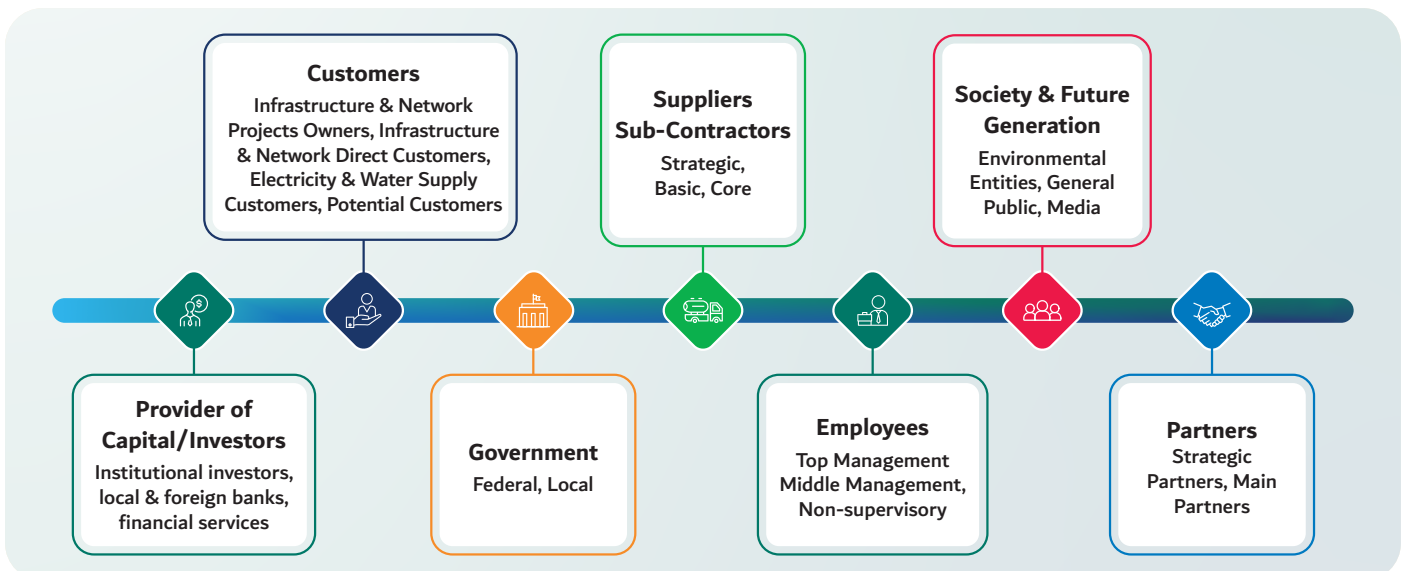 Customers
Infrastructure & Network
Projects Owners, Infrastructure
& Network Direct Customers,
Electricity & Water Supply
Customers, Potential Customers
Suppliers
Sub-Contractors
Strategic,
Basic, Core
Society & Future
Generation
Environmental
Entities, General
Public, Media
$
Provider of
Capital/Investors
Institutional investors,
local & foreign banks,
financial services
Government
Federal, Local
Employees
Top Management
Middle Management,
Non-supervisory
Partners
Strategic
Partners, Main
Partners